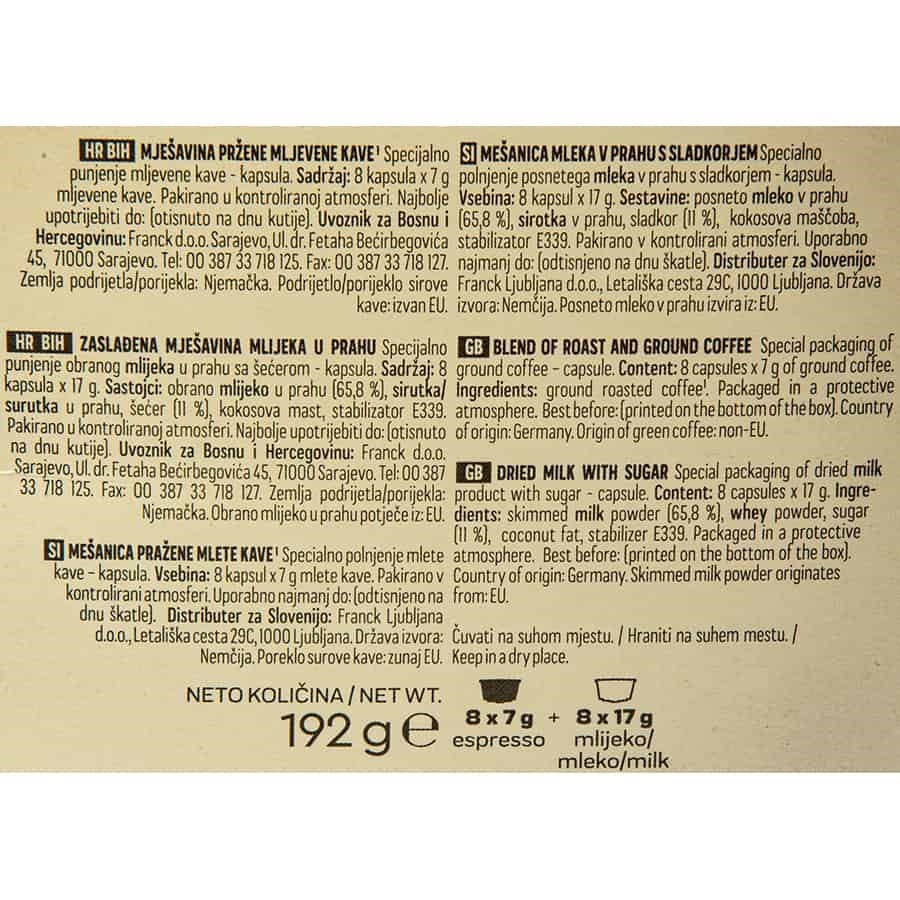 HR BIH MJEŠAVINA PRŽENE MLJEVENE KAVE¹ Specijalno
punjenje mljevene kave - kapsula. Sadržaj: 8 kapsula x 7 g
mljevene kave. Pakirano u kontroliranoj atmosferi. Najbolje
upotrijebiti do: (otisnuto na dnu kutije). Uvoznik za Bosnu i
Hercegovinu: Franck d.o.o. Sarajevo, Ul. dr. Fetaha Bećirbegovića
45, 71000 Sarajevo. Tel: 00 387 33 718 125. Fax: 00 387 33 718 127.
Zemlja podrijetla/porijekla: Njemačka. Podrijetlo/porijeklo sirove
kave: izvan EU.
HR BIH ZASLAĐENA MJEŠAVINA MLIJEKA U PRAHU Specijalno
punjenje obranog mlijeka u prahu sa šećerom - kapsula. Sadržaj: 8
kapsula x 17 g. Sastojci: obrano mlijeko u prahu (65,8 %), sirutka/
surutka u prahu, šećer (11 %), kokosova mast, stabilizator E339.
Pakirano u kontroliranoj atmosferi. Najbolje upotrijebiti do: (otisnuto
na dnu kutije). Uvoznik za Bosnu i Hercegovinu: Franck d.o.o.
Sarajevo, Ul. dr. Fetaha Bećirbegovića 45, 71000 Sarajevo. Tel: 00 387
33 718 125. Fax: 00 387 33 718 127. Zemlja podrijetla/porijekla:
Njemačka. Obrano mlijeko u prahu potječe iz: EU.
SI MEŠANICA PRAŽENE MLETE KAVE¹ Specialno polnjenje mlete
kave – kapsula. Vsebina: 8 kapsul x 7 g mlete kave. Pakirano v
kontrolirani atmosferi. Uporabno najmanj do: (odtisnjeno na
dnu škatle). Distributer za Slovenijo: Franck Ljubljana
d.o.o., Letališka cesta 29C, 1000 Ljubljana. Država izvora:
Nemčija. Poreklo surove kave: zunaj EU.
SI MEŠANICA MLEKA V PRAHU S SLADKORJEM Specialno
polnjenje posnetega mleka v prahu s sladkorjem - kapsula.
Vsebina: 8 kapsul x 17 g. Sestavine: posneto mleko v prahu
(65,8 %), sirotka v prahu, sladkor (11 %), kokosova maščoba,
stabilizator E339. Pakirano v kontrolirani atmosferi. Uporabno
najmanj do: (odtisnjeno na dnu škatle). Distributer za Slovenijo:
Franck Ljubljana d.o.o., Letališka cesta 29C, 1000 Ljubljana. Država
izvora: Nemčija. Posneto mleko v prahu izvira iz: EU.
GB BLEND OF ROAST AND GROUND COFFEE Special packaging of
ground coffee – capsule. Content: 8 capsules x 7 g of ground coffee.
Ingredients: ground roasted coffee¹. Packaged in a protective
atmosphere. Best before: (printed on the bottom of the box). Country
of origin: Germany. Origin of green coffee: non-EU.
GB DRIED MILK WITH SUGAR Special packaging of dried milk
product with sugar - capsule. Content: 8 capsules x 17 g. Ingre-
dients: skimmed milk powder (65,8 %), whey powder, sugar
(11 %), coconut fat, stabilizer E339. Packaged in a protective
atmosphere. Best before: (printed on the bottom of the box).
Country of origin: Germany. Skimmed milk powder originates
from: EU.
Čuvati na suhom mjestu. / Hraniti na suhem mestu. /
Keep in a dry place.
NETO KOLIČINA / NET WT.
192 g e
8 x 7g + 8 x 17g
espresso mlijeko/
mleko/milk